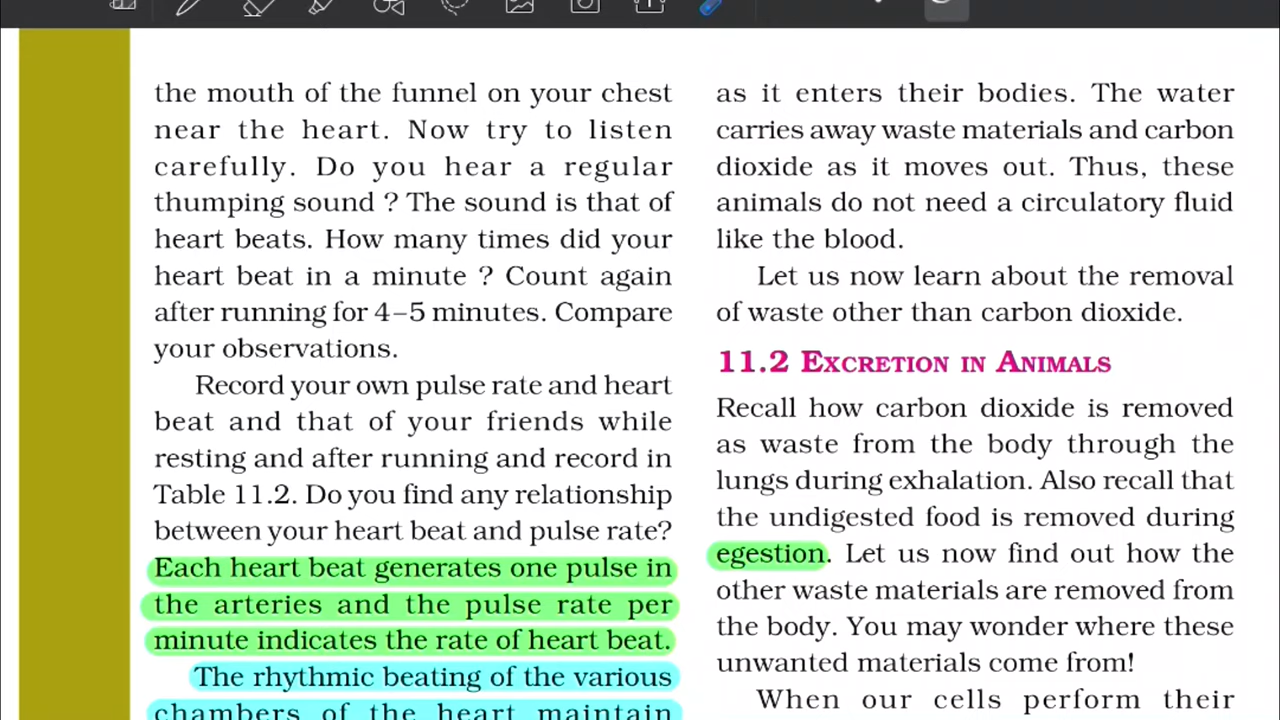 the mouth of the funnel on your chest
near the heart. Now try to listen
carefully. Do you hear a regular
thumping sound ? The sound is that of
heart beats. How many times did your
heart beat in a minute ? Count again
after running for 4–5 minutes. Compare
your observations.
Record your own pulse rate and heart
beat and that of your friends while
resting and after running and record in
Table 11.2. Do you find any relationship
between your heart beat and pulse rate?
Each heart beat generates one pulse in
the arteries and the pulse rate per
minute indicates the rate of heart beat.
The rhythmic beating of the various
chambers of the heart maintain
as it enters their bodies. The water
carries away waste materials and carbon
dioxide as it moves out. Thus, these
animals do not need a circulatory fluid
like the blood.
Let us now learn about the removal
of waste other than carbon dioxide.
11.2 EXCRETION IN ANIMALS
Recall how carbon dioxide is removed
as waste from the body through the
lungs during exhalation. Also recall that
the undigested food is removed during
egestion. Let us now find out how the
other waste materials are removed from
the body. You may wonder where these
unwanted materials come from!
When our cells perform their